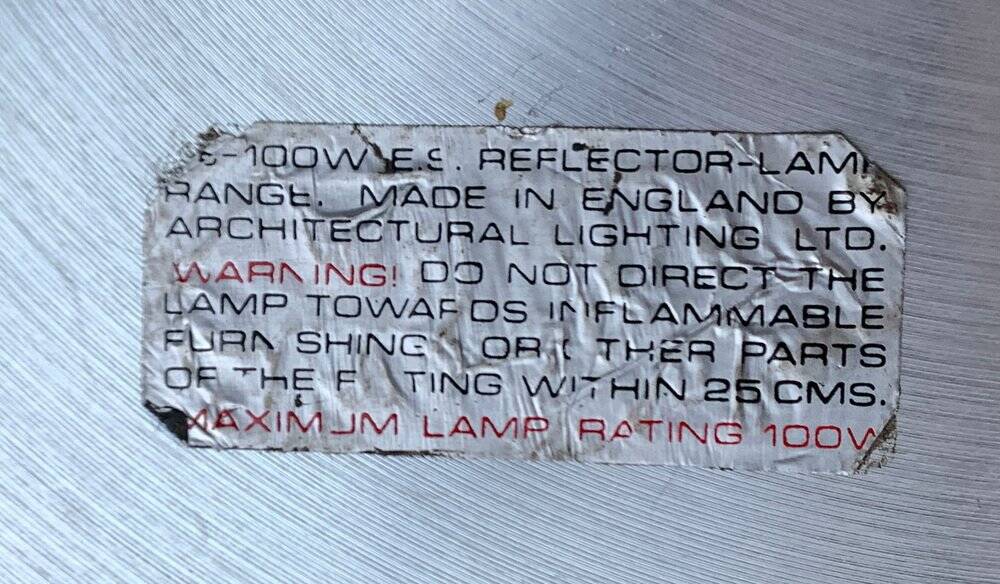 -100W E.S. REFLECTOR-LAMP
RANGE. MADE IN ENGLAND BY
ARCHITECTURAL LIGHTING LTD.
WARNING! DO NOT DIRECT THE
LAMP TOWARDS INFLAMMABLE
FURNISHINGS OR OTHER PARTS
OF THE FITTING WITHIN 25 CMS.
MAXIMUM LAMP RATING 100W